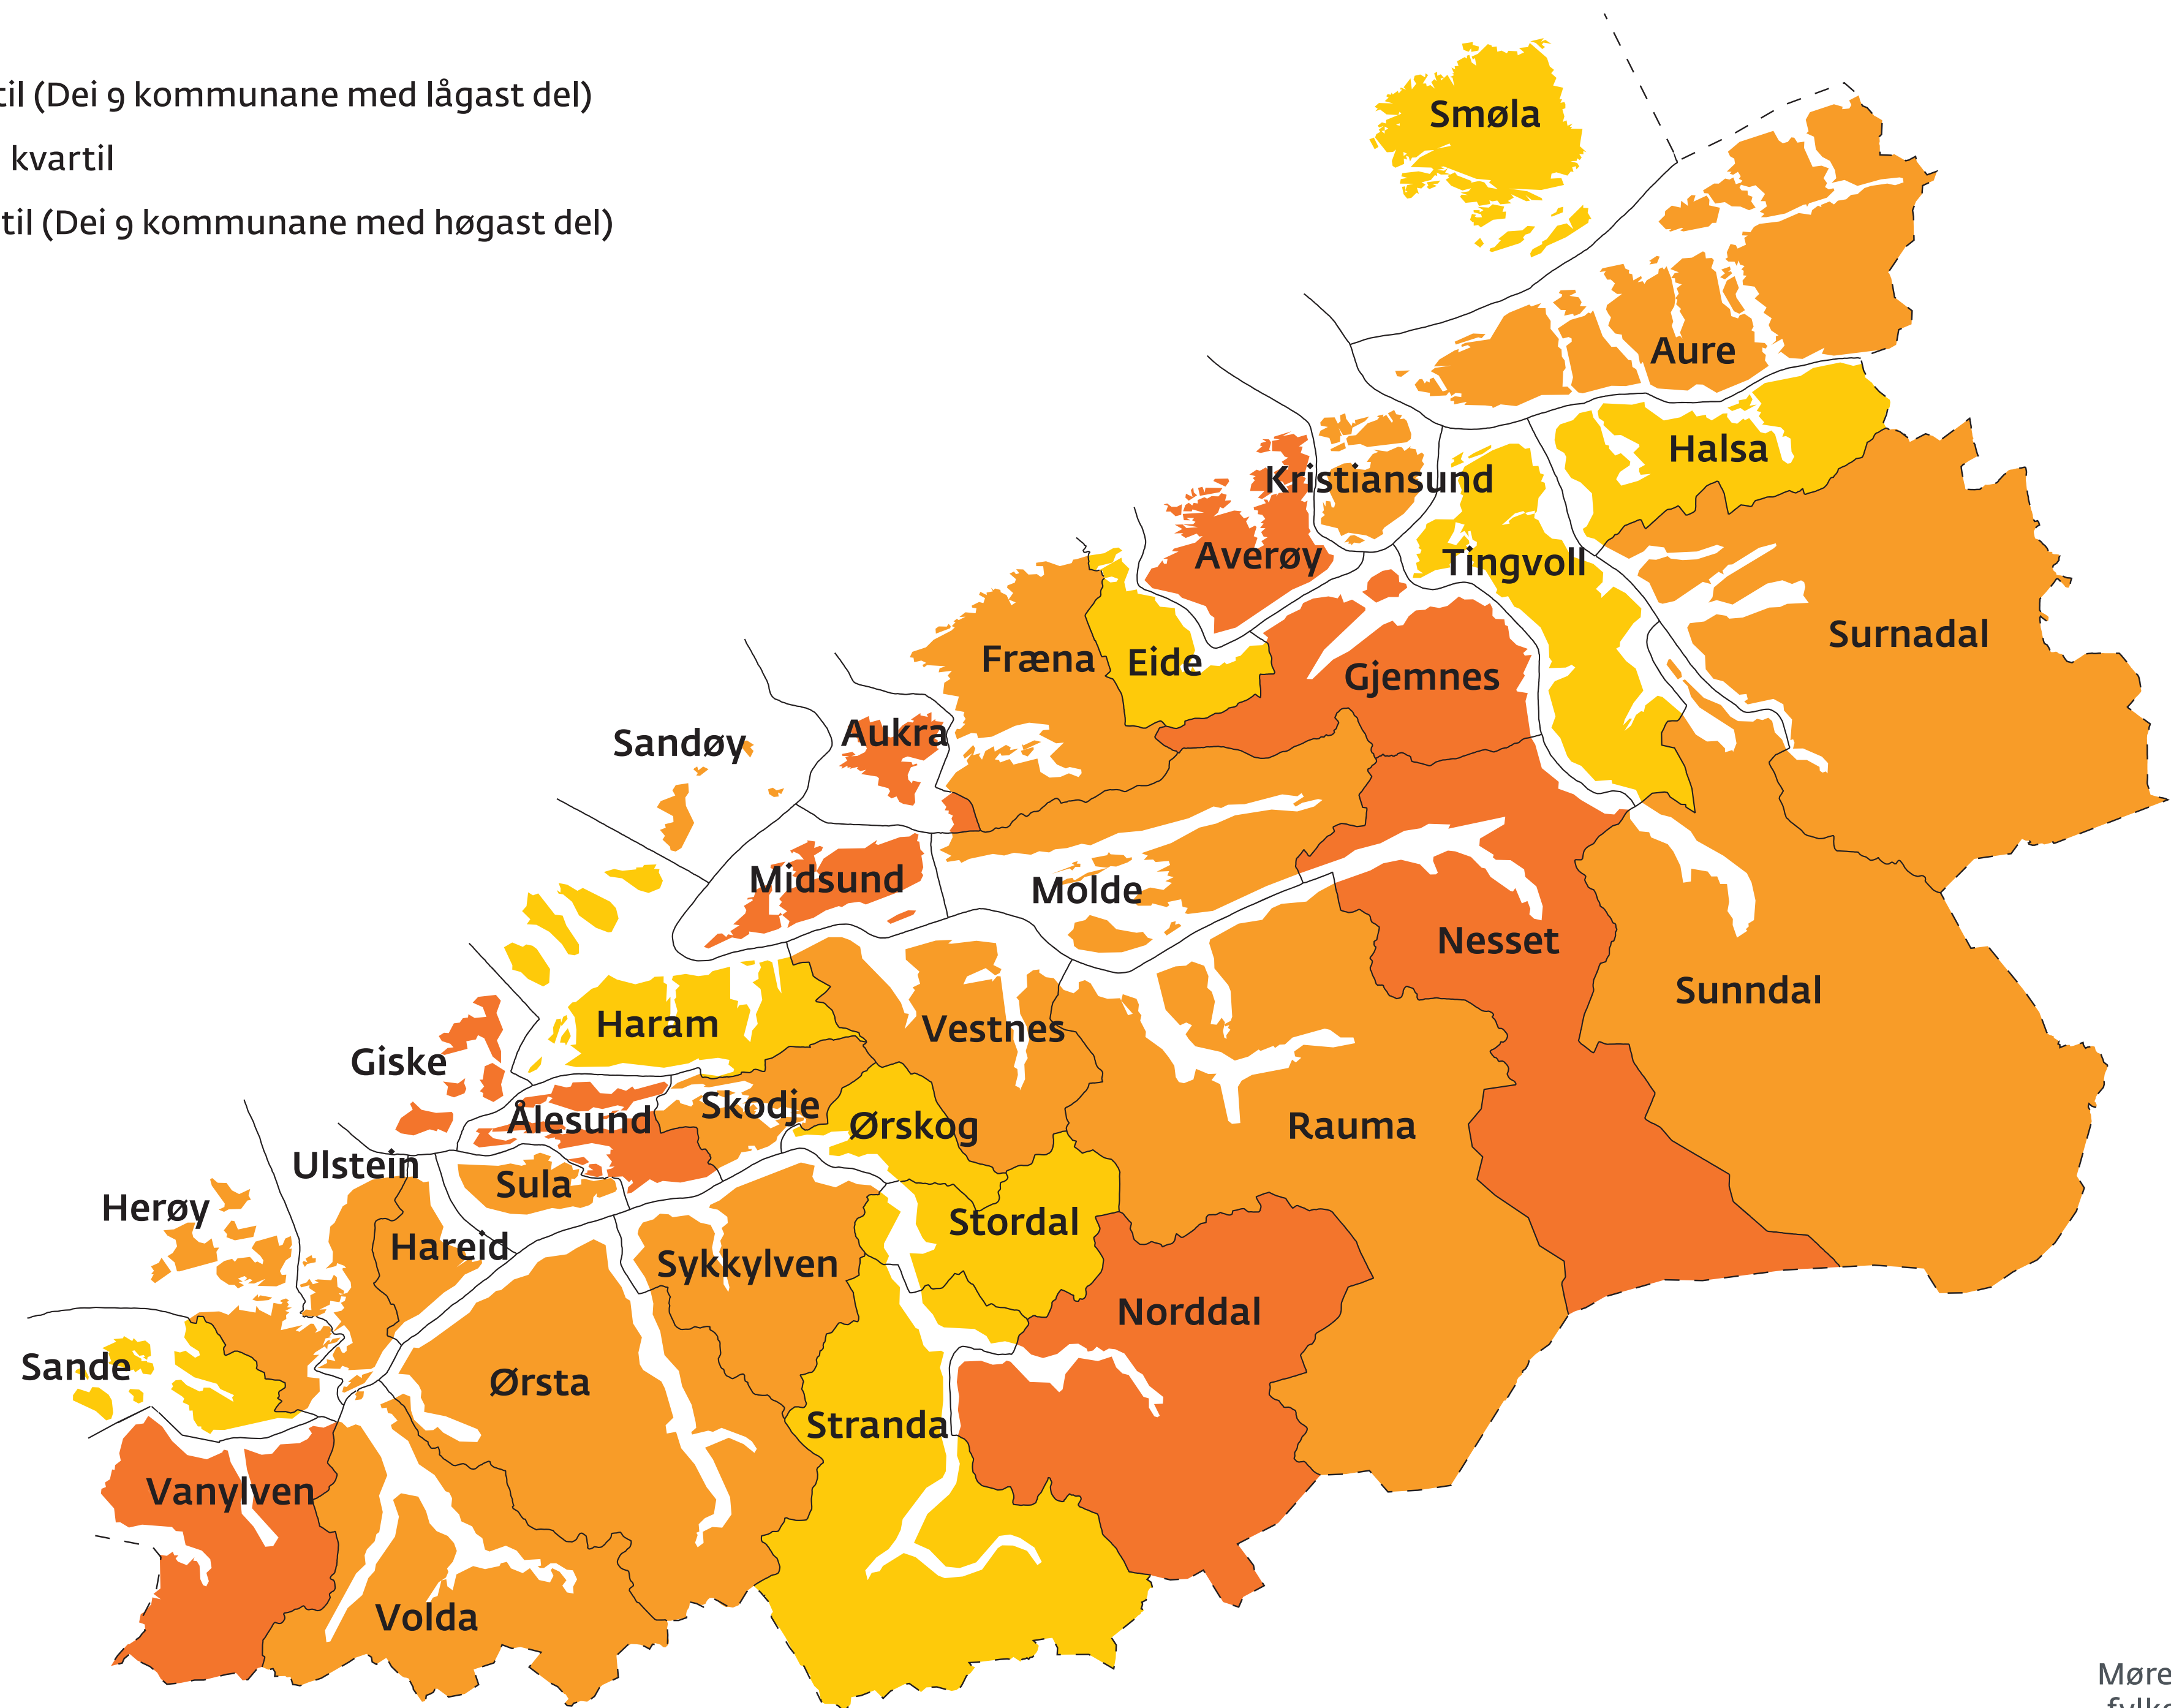 til (Dei 9 kommunane med lågast del)
kvartil
til (Dei 9 kommunane med høgast del)
Smøla
Aure
Halsa
Kristiansund
Averøy
Tingvoll
Surnadal
Fræna
Eide
Gjemnes
Sandøy
Aukra
Midsund
Molde
Nesset
Sunndal
Haram
Vestnes
Giske
Skodje
Ålesund
Ørskog
Rauma
Ulstein
Sula
Herøy
Stordal
Hareid
Sykkylven
Norddal
Sande
Ørsta
Stranda
Vanylven
Volda
Møre